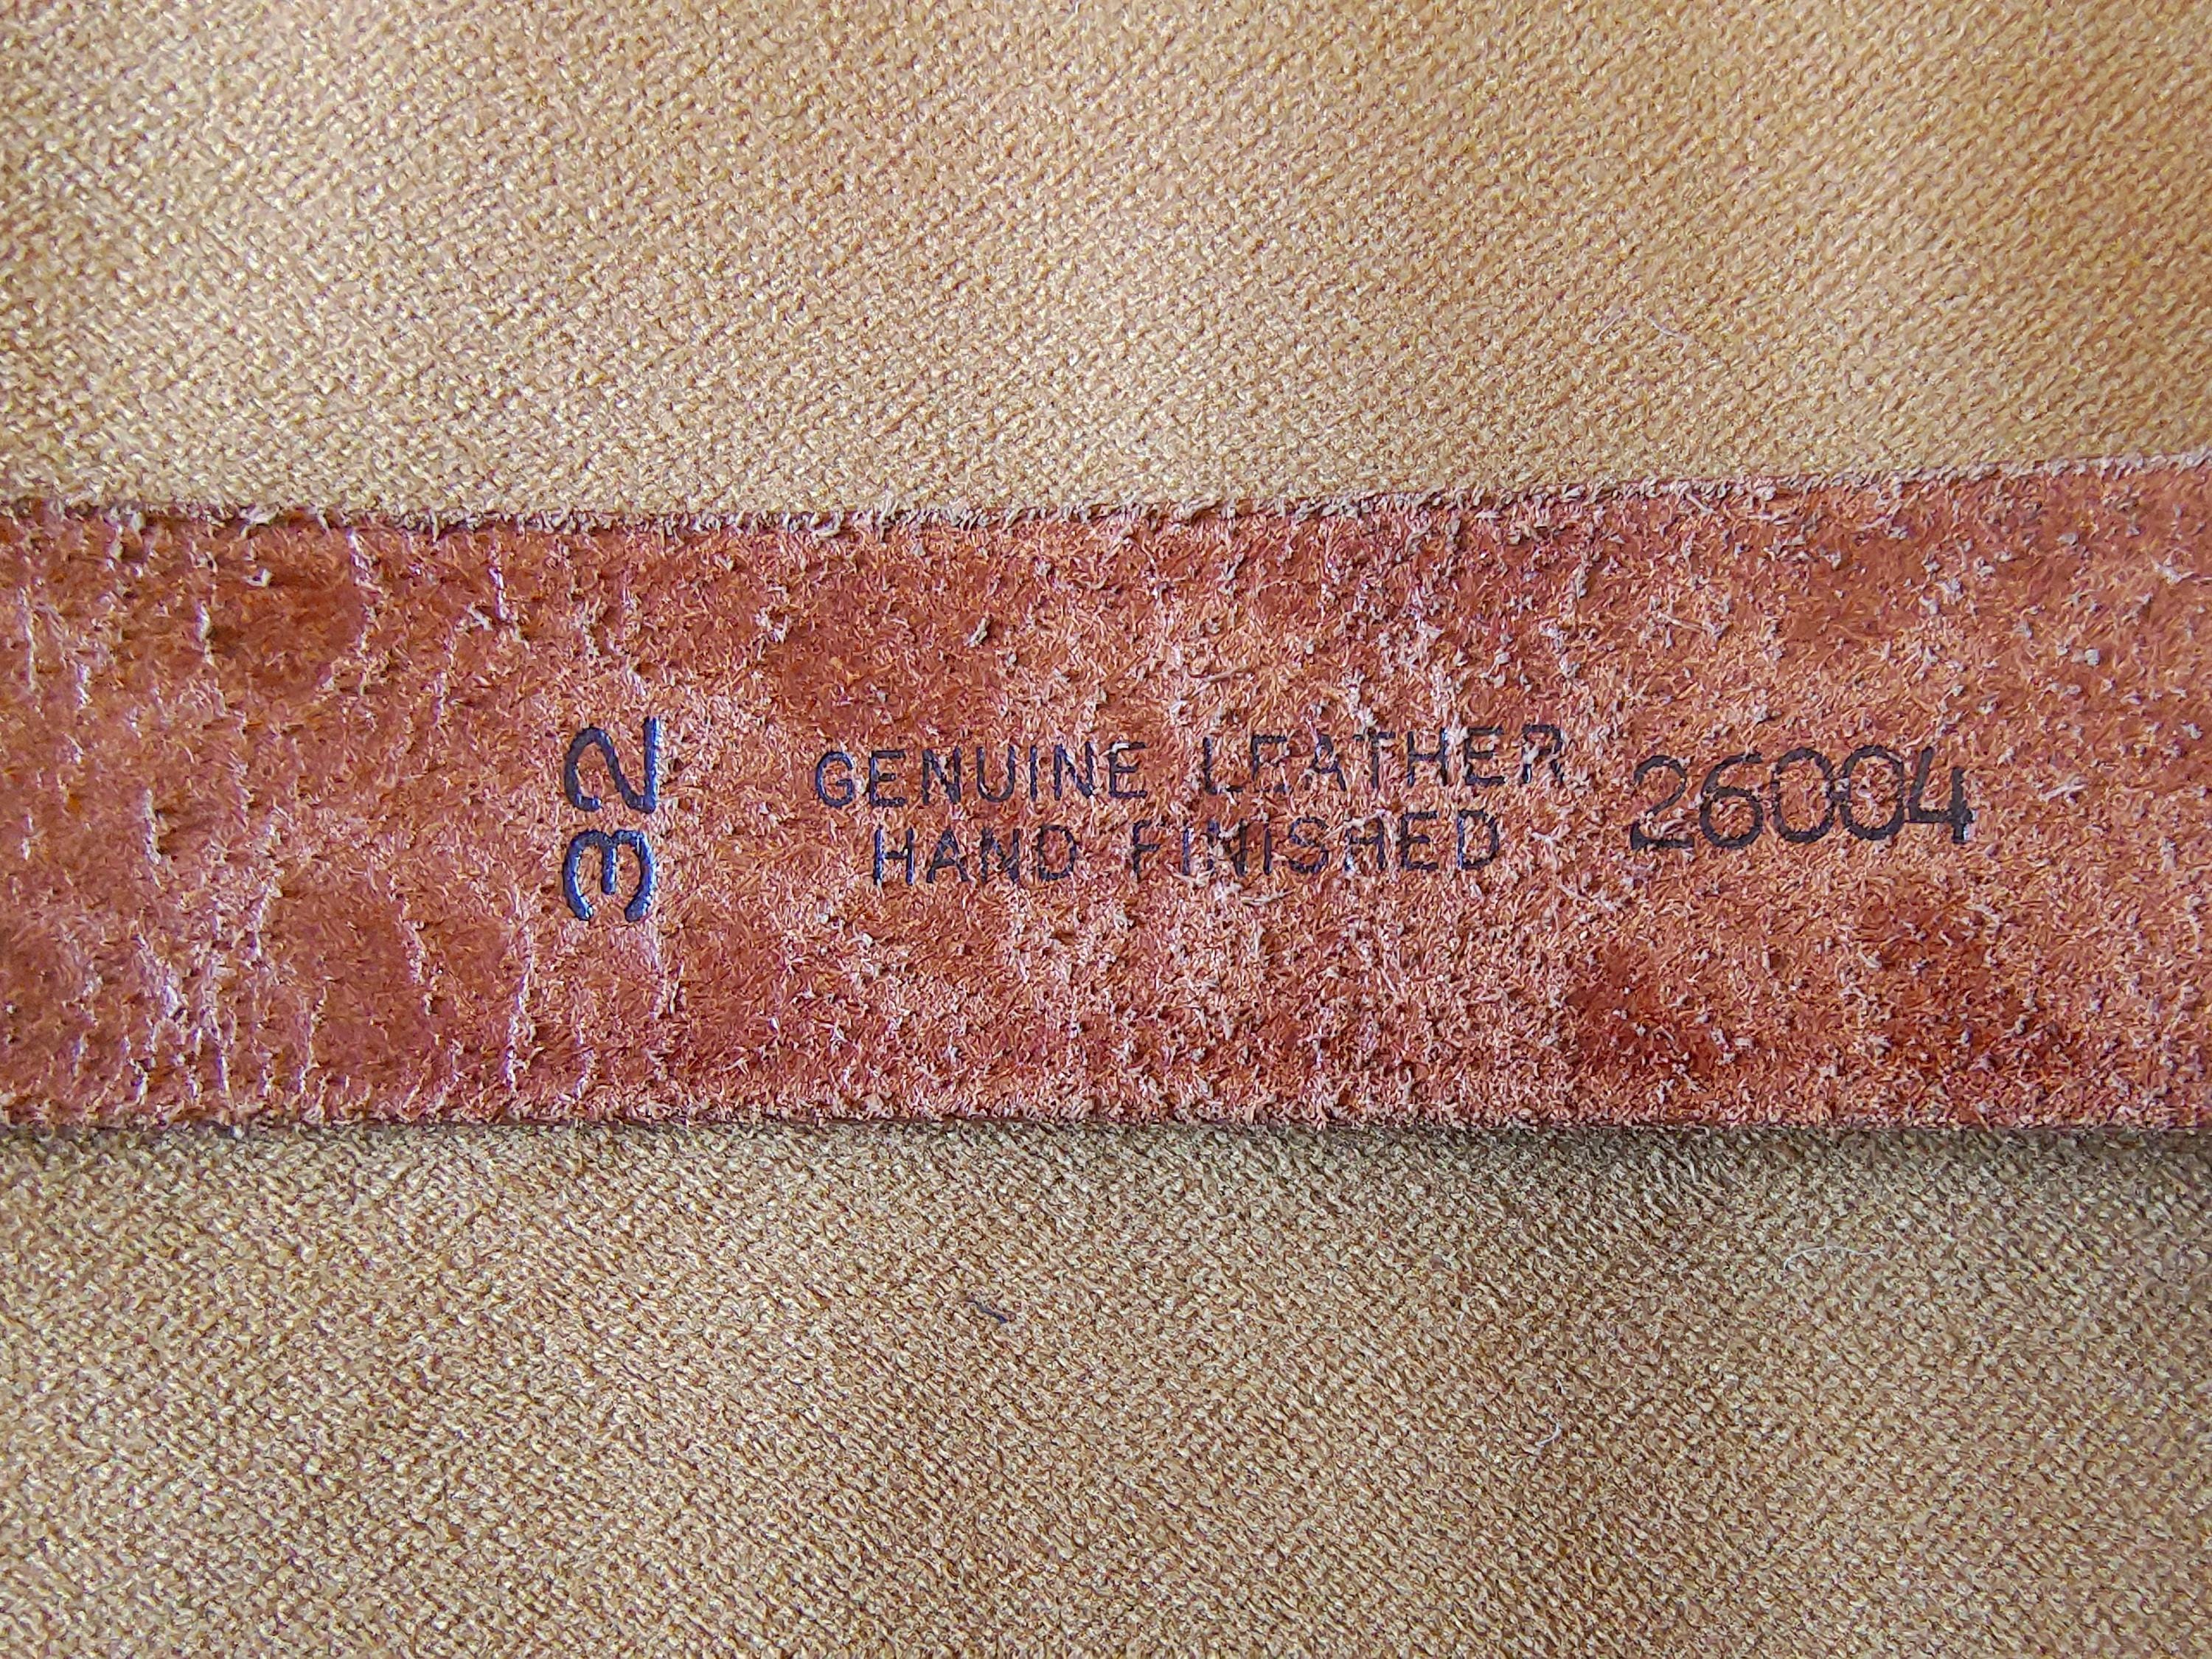 32
GENUINE LEATHER
HAND FINISHED
26004